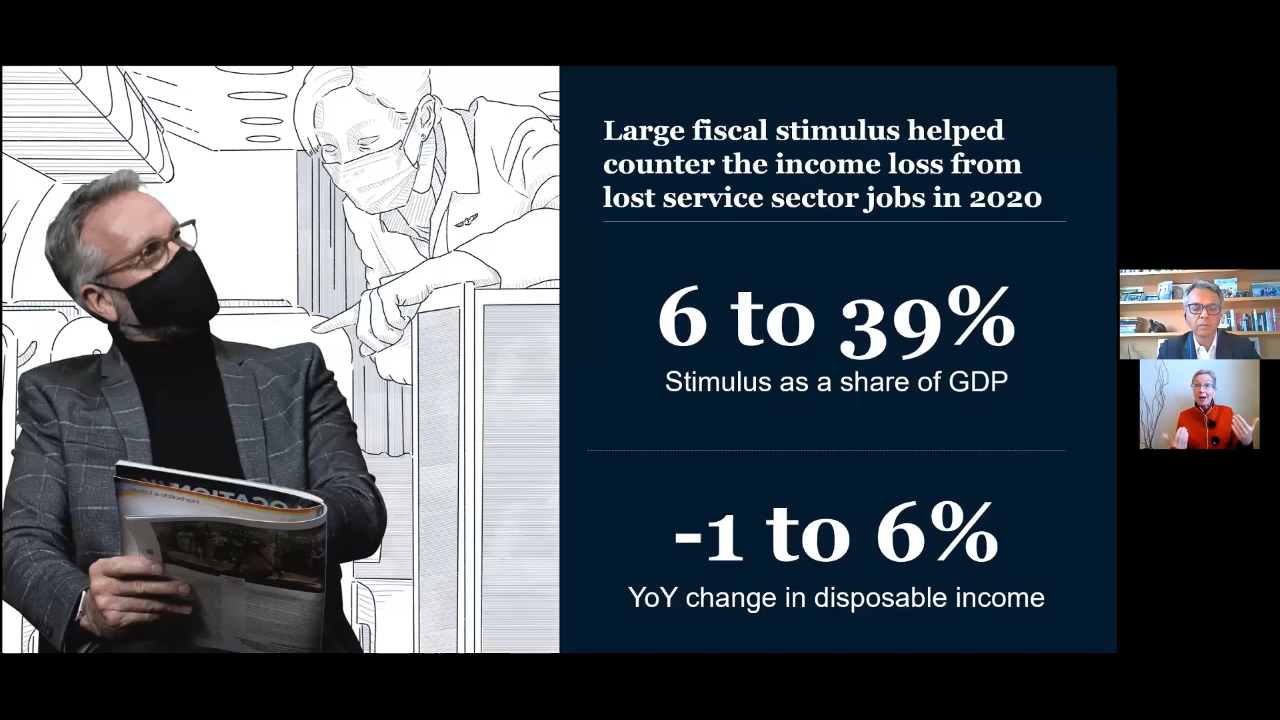 Large fiscal stimulus helped
counter the income loss from
lost service sector jobs in 2020
6 to 39%
Stimulus as a share of GDP
-1 to 6%
YoY change in disposable income